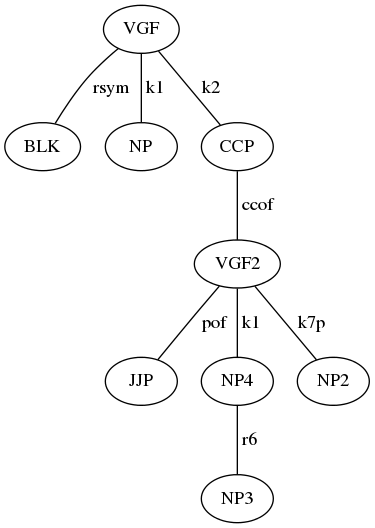 VGF
rsym k1 k2
BLK NP CCP
ccof
VGF2
pof k1 k7p
JJP NP4 NP2
r6
NP3